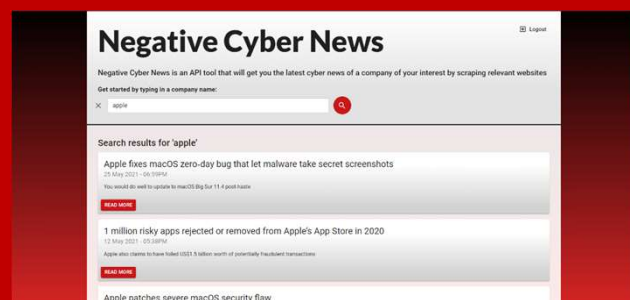 Logout
Negative Cyber News
Negative Cyber News is an API tool that will get you the latest cyber news of a company of your interest by scraping relevant websites
Get started by typing in a company name:
apple
Search results for 'apple'
Apple fixes macOS zero-day bug that let malware take secret screenshots
25 May 2021 - 06:59PM
You would do well to update to macOS Big Sur 11.4 post-haste
READ MORE
1 million risky apps rejected or removed from Apple's App Store in 2020
12 May 2021 - 05:38PM
Apple also claims to have foiled US$1.5 billion worth of potentially fraudulent transactions
READ MORE
Apple patches severe macOS security flaw